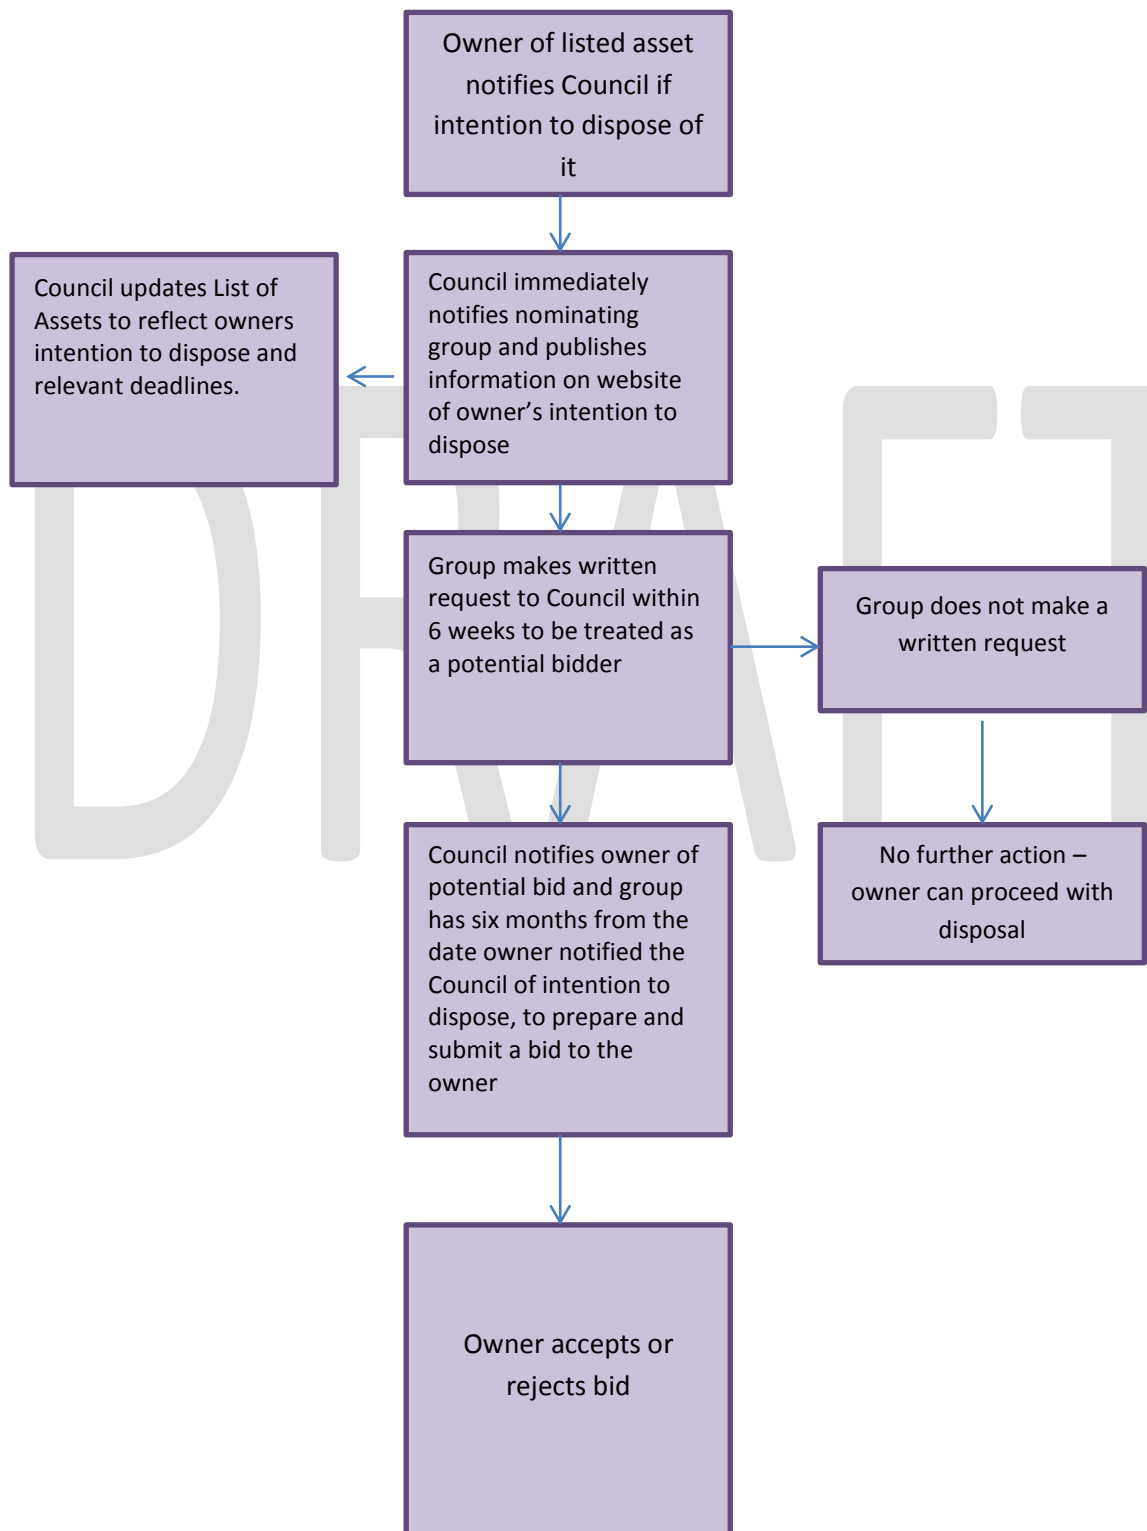 Owner of listed asset
notifies Council if
intention to dispose of
it
Council updates List of
Assets to reflect owners
intention to dispose and
relevant deadlines.
Council immediately
notifies nominating
group and publishes
information on website
of owner’s intention to
dispose
Group makes written
request to Council within
6 weeks to be treated as
a potential bidder
Group does not make a
written request
Council notifies owner of
potential bid and group
has six months from the
date owner notified the
Council of intention to
dispose, to prepare and
submit a bid to the
owner
No further action –
owner can proceed with
disposal
Owner accepts or
rejects bid
DRAFT